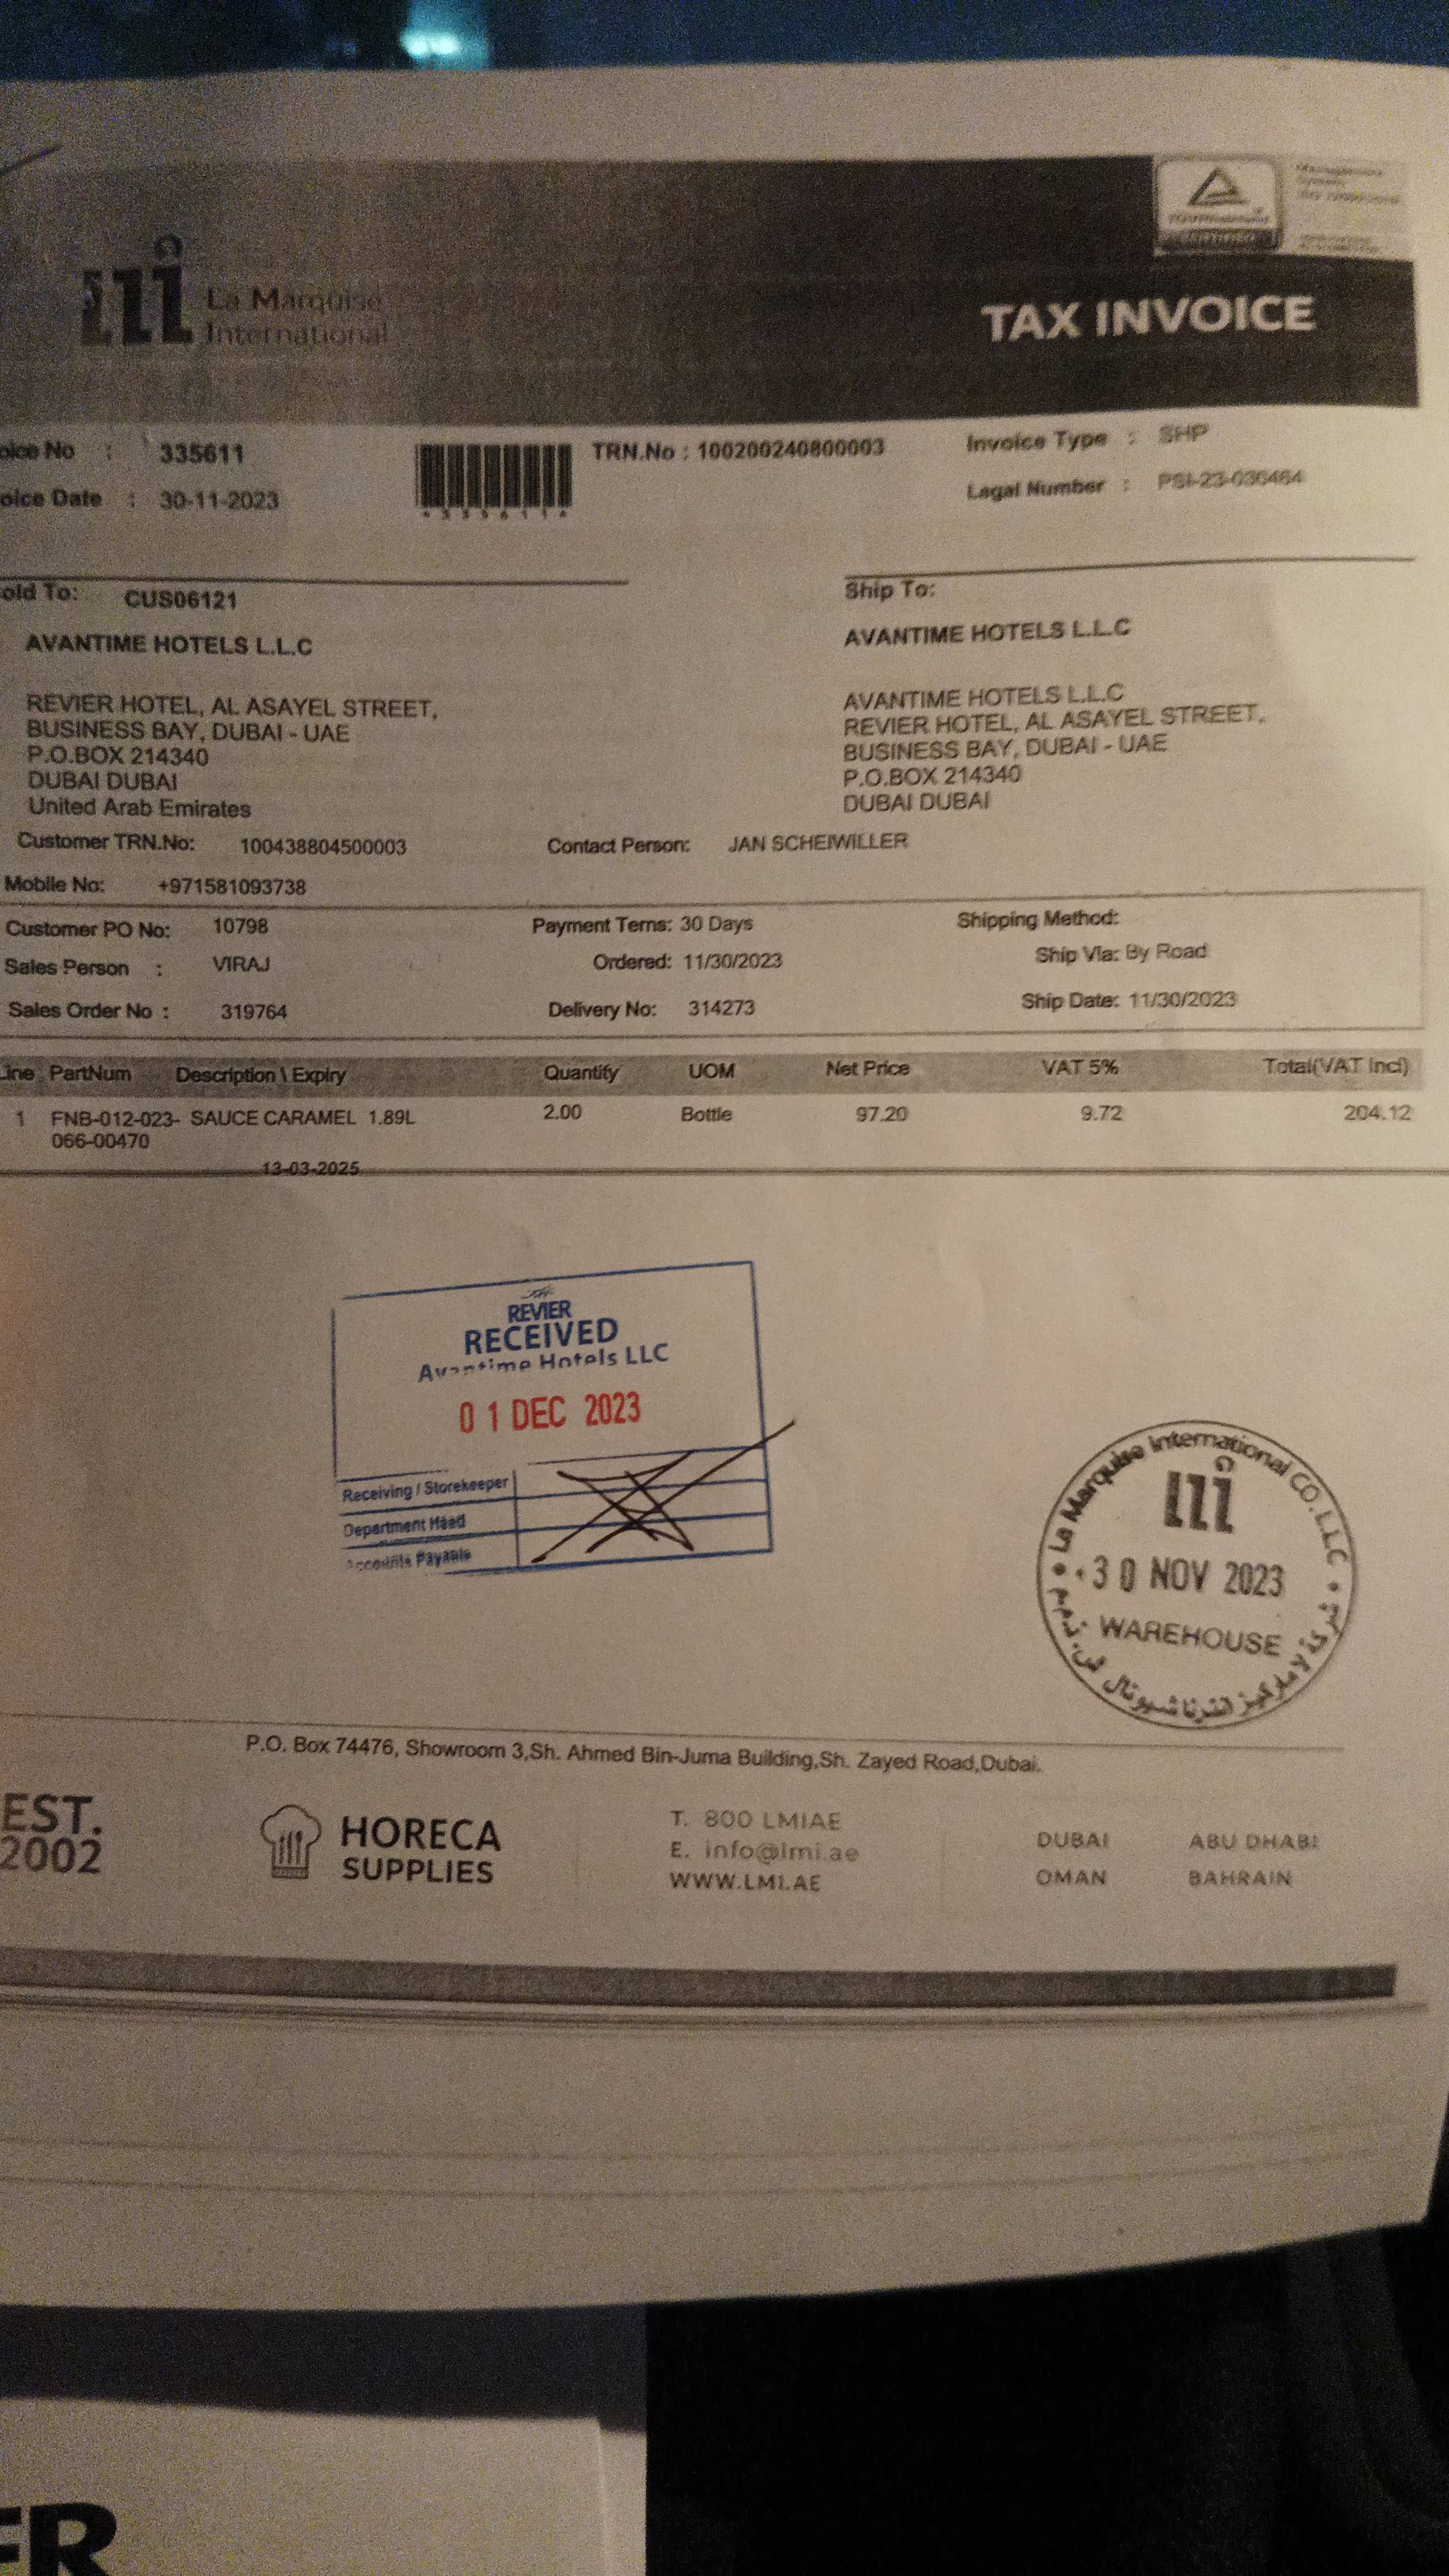 La Marquise
International
TAX INVOICE
oice No : 335611
TRN.No : 100200240800003
Invoice Type : SHP
oice Date : 30-11-2023
Legal Number : PSI-23-030464
old To: CUS06121
Ship To:
AVANTIME HOTELS L.L.C
AVANTIME HOTELS L.L.C
REVIER HOTEL, AL ASAYEL STREET,
BUSINESS BAY, DUBAI - UAE
P.O.BOX 214340
DUBAI DUBAI
United Arab Emirates
AVANTIME HOTELS L.L.C
REVIER HOTEL, AL ASAYEL STREET,
BUSINESS BAY, DUBAI - UAE
P.O.BOX 214340
DUBAI DUBAI
Customer TRN.No: 100438804500003
Contact Person: JAN SCHEIWILLER
Mobile No: +971581093738
Customer PO No: 10798
Payment Terns: 30 Days
Shipping Method:
Sales Person : VIRAJ
Ordered: 11/30/2023
Ship Via: By Road
Sales Order No : 319764
Delivery No: 314273
Ship Date: 11/30/2023
Line PartNum Description \ Expiry Quantity UOM Net Price VAT 5% Total(VAT Incl)
1 FNB-012-023- SAUCE CARAMEL 1.89L 2.00 Bottle 97.20 9.72 204.12
066-00470
13-03-2025
REVIER
RECEIVED
Avantime Hotels LLC
01 DEC 2023
Receiving / Storekeeper
Department Head
Accounts Payable
La Marquise International CO. L.L.C
30 NOV 2023
WAREHOUSE
شركة لا ماركيز انترناشيونال ش.ذ.م.م
P.O. Box 74476, Showroom 3,Sh. Ahmed Bin-Juma Building,Sh. Zayed Road,Dubai.
EST.
2002
HORECA
SUPPLIES
T. 800 LMIAE
E. info@lmi.ae
WWW.LMI.AE
DUBAI ABU DHABI
OMAN BAHRAIN
ER